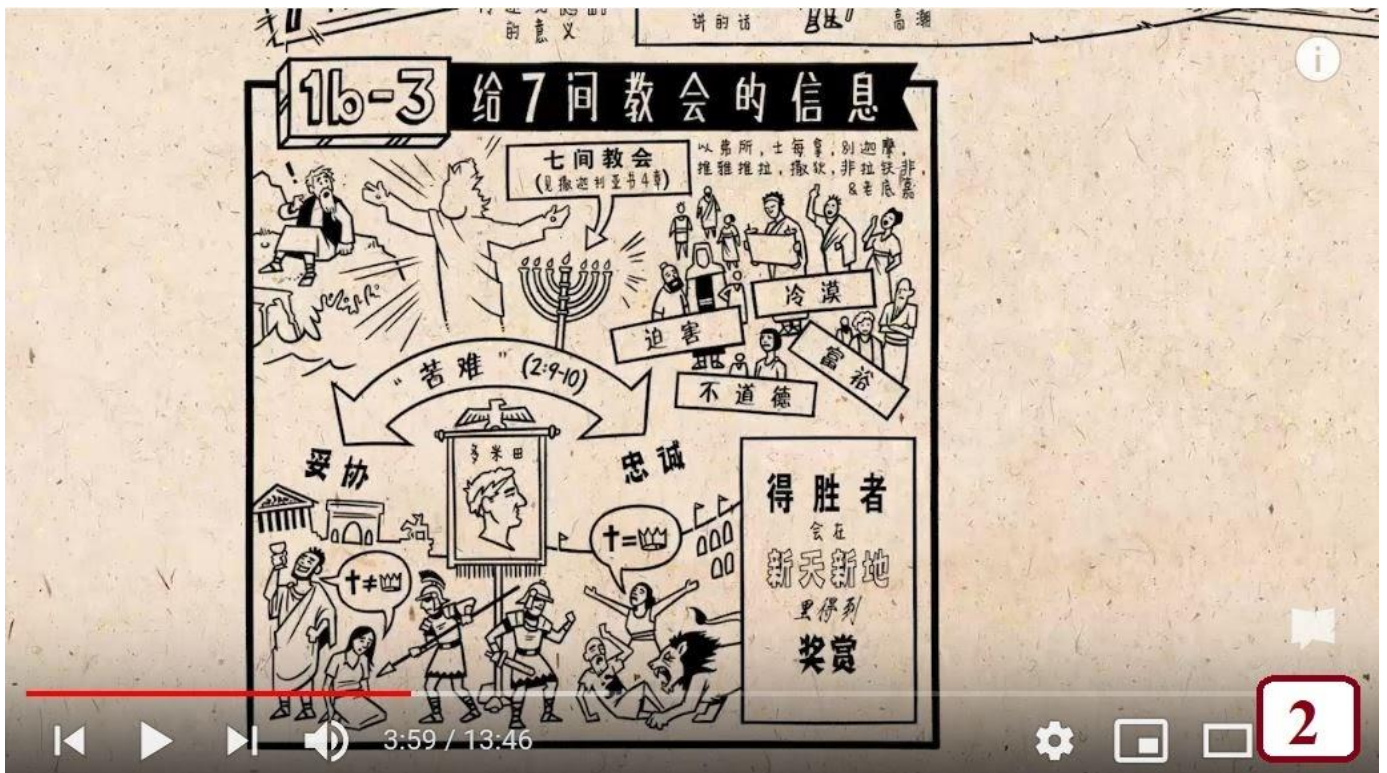 的意义
讲的话
高潮
1b-3 给7间教会的信息
七间教会
(见撒迦利亚书4章)
以弗所,士每拿,别迦摩,
推雅推拉,撒狄,非拉铁非,
&老底嘉
冷漠
迫害
富裕
不道德
"苦难" (2:9-10)
多米田
妥协
忠诚
得胜者
会在
新天新地
里得到
奖赏
3:59 / 13:46
2